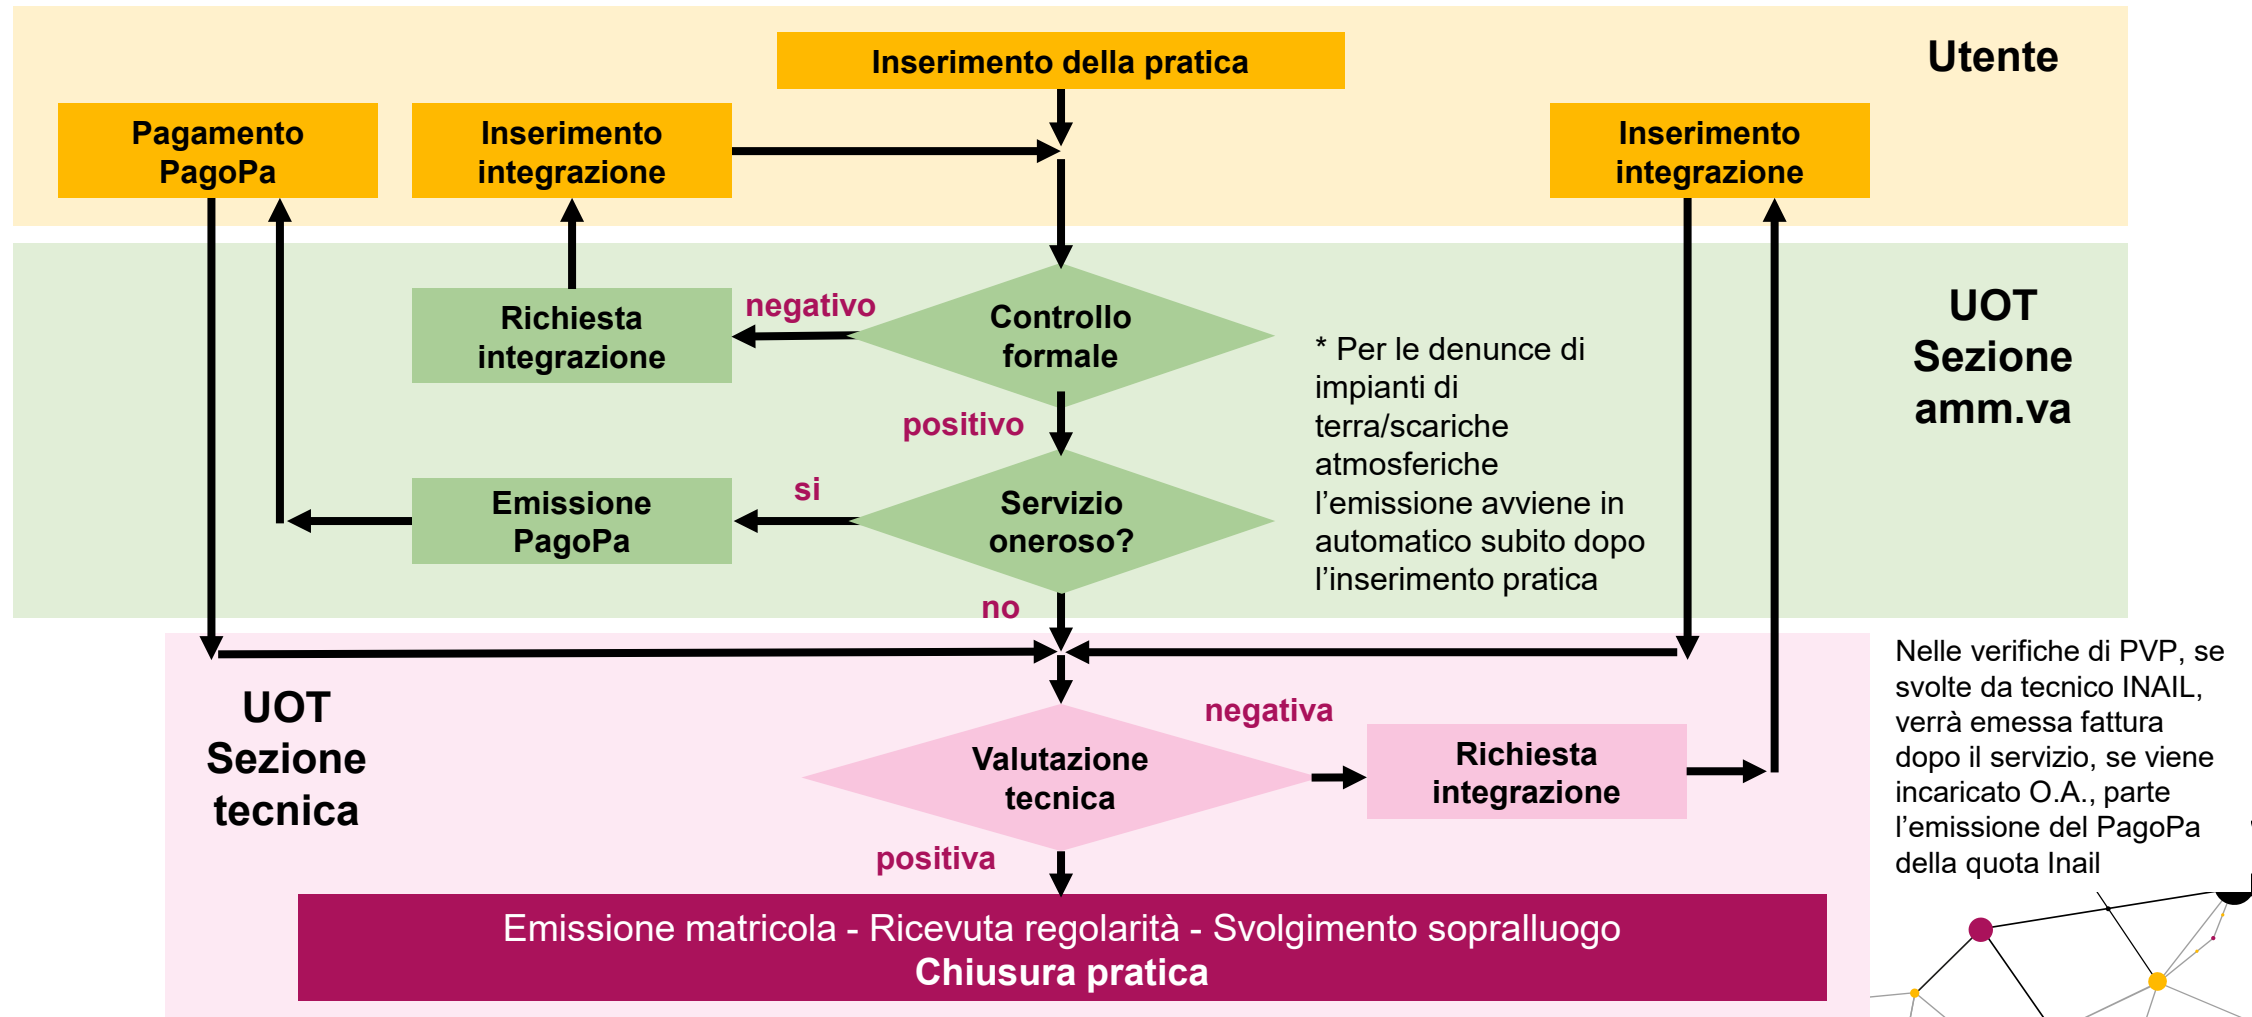 Inserimento della pratica
Utente
Pagamento
PagoPa
Inserimento
integrazione
Inserimento
integrazione
Richiesta
integrazione
negativo
Controllo
formale
positivo
* Per le denunce di
impianti di
terra/scariche
atmosferiche
l’emissione avviene in
automatico subito dopo
l’inserimento pratica
UOT
Sezione
amm.va
Emissione
PagoPa
si
Servizio
oneroso?
no
UOT
Sezione
tecnica
Valutazione
tecnica
negativa
Richiesta
integrazione
positiva
Nelle verifiche di PVP, se
svolte da tecnico INAIL,
verrà emessa fattura
dopo il servizio, se viene
incaricato O.A., parte
l’emissione del PagoPa
della quota Inail
Emissione matricola - Ricevuta regolarità - Svolgimento sopralluogo
Chiusura pratica